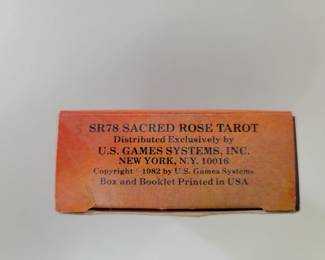 SR78 SACRED ROSE TAROT
Distributed Exclusively by
U.S. GAMES SYSTEMS, INC.
NEW YORK, N.Y. 10016
Copyright 1982 by U.S. Games Systems
Box and Booklet Printed in USA